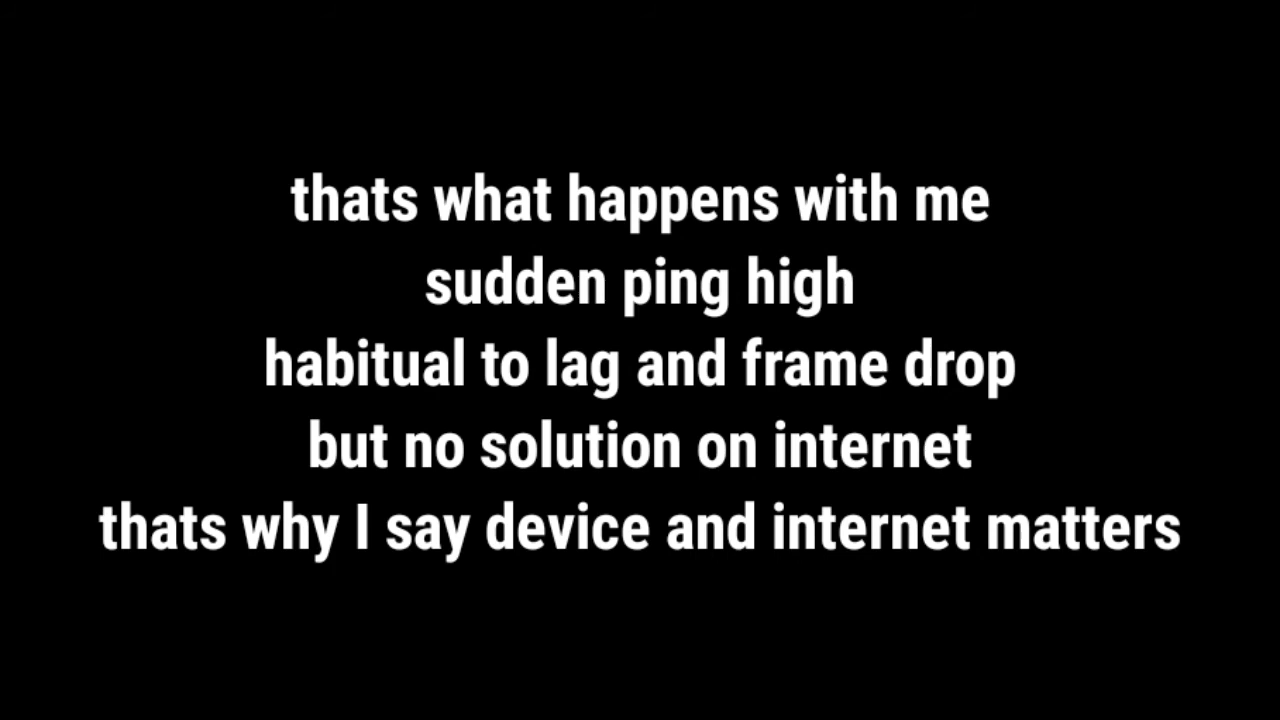 thats what happens with me
sudden ping high
habitual to lag and frame drop
but no solution on internet
thats why I say device and internet matters